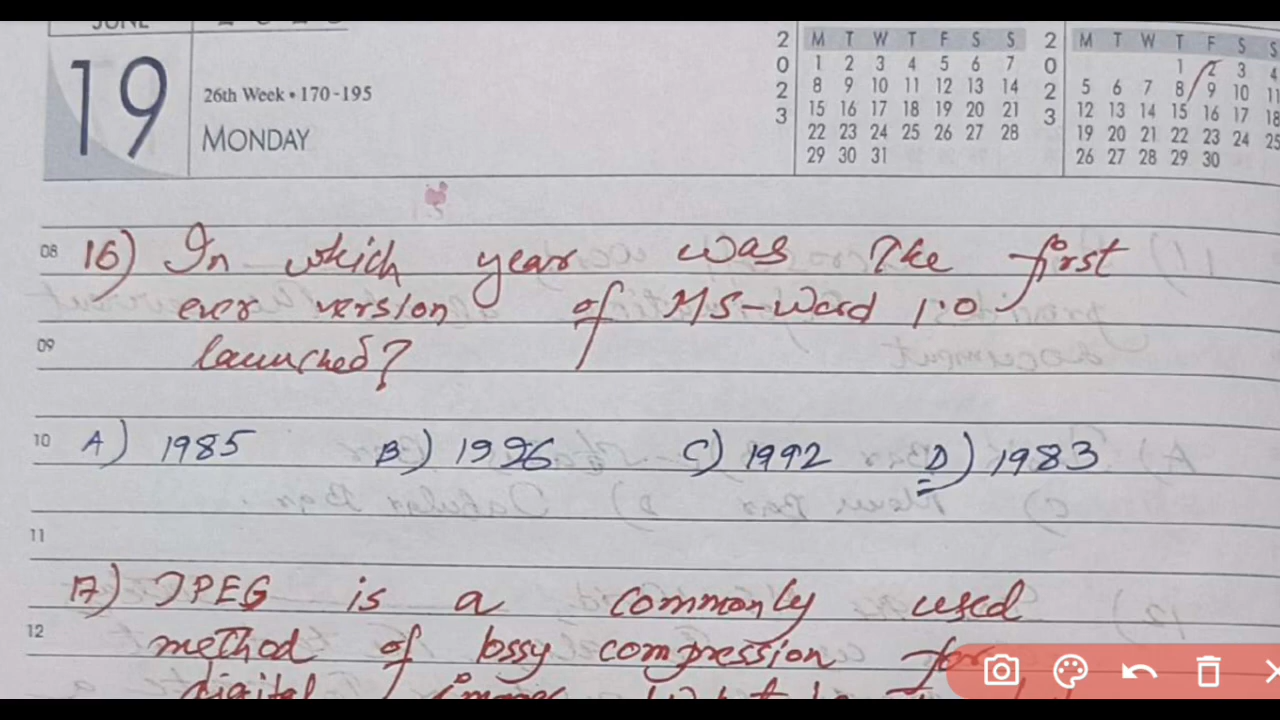 JUNE 2023
19
26th Week • 170-195
MONDAY
2023
M T W T F S S
1 2 3 4 5 6 7
8 9 10 11 12 13 14
15 16 17 18 19 20 21
22 23 24 25 26 27 28
29 30 31
2023
M T W T F S S
1 2 3 4
5 6 7 8 9 10 11
12 13 14 15 16 17 18
19 20 21 22 23 24 25
26 27 28 29 30
08 16) In which year was The first
ever version of MS-Word 1.0
09 launched?
10 A) 1985 B) 1996 C) 1992 D) 1983
11
17) JPEG is a commonly used
12 method of lossy compression for
digital